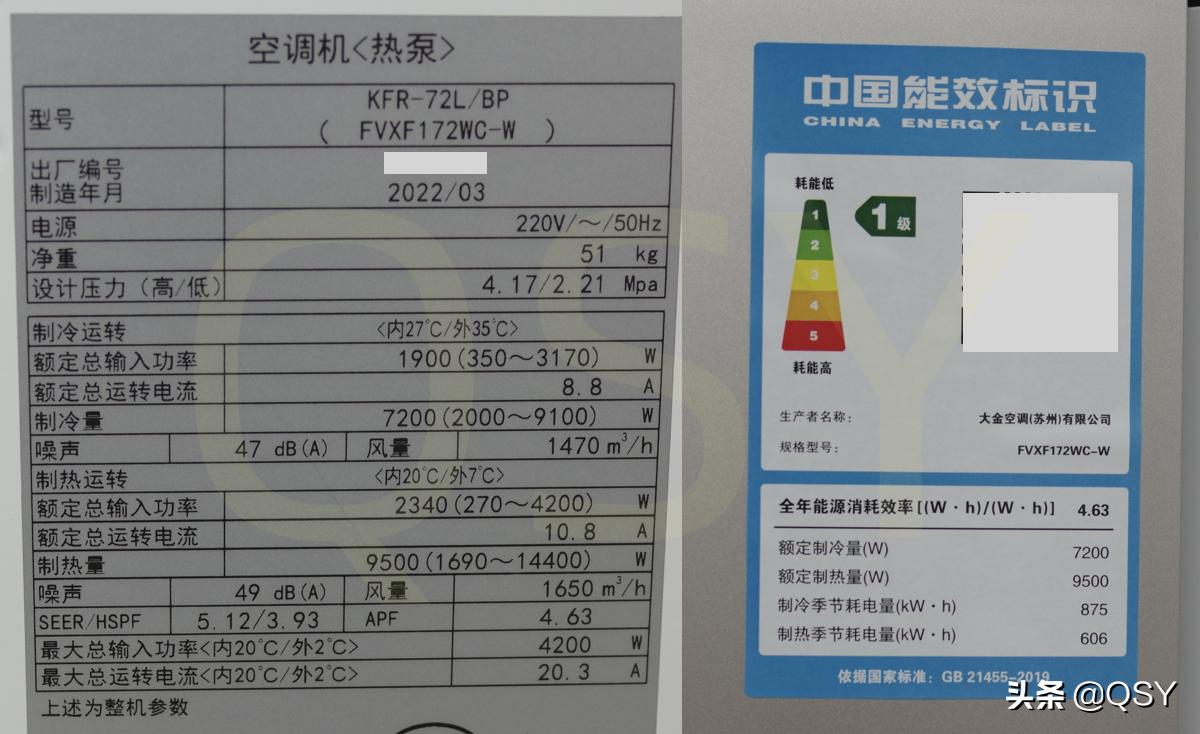 空调机<热泵>
型号 KFR-72L/BP
( FVXF172WC-W )
出厂编号
制造年月 2022/03
电源 220V/～/50Hz
净重 51 kg
设计压力（高/低） 4.17/2.21 Mpa
制冷运转 <内27℃/外35℃>
额定总输入功率 1900(350～3170) W
额定总运转电流 8.8 A
制冷量 7200(2000～9100) W
噪声 47 dB(A) 风量 1470 m³/h
制热运转 <内20℃/外7℃>
额定总输入功率 2340(270～4200) W
额定总运转电流 10.8 A
制热量 9500(1690～14400) W
噪声 49 dB(A) 风量 1650 m³/h
SEER/HSPF 5.12/3.93 APF 4.63
最大总输入功率<内20℃/外2℃> 4200 W
最大总运转电流<内20℃/外2℃> 20.3 A
上述为整机参数
QSY
中国能效标识
CHINA ENERGY LABEL
耗能低
1
2
3
4
5
耗能高
1级
生产者名称： 大金空调(苏州)有限公司
规格型号： FVXF172WC-W
全年能源消耗效率[(W·h)/(W·h)] 4.63
额定制冷量(W) 7200
额定制热量(W) 9500
制冷季节耗电量(kW·h) 875
制热季节耗电量(kW·h) 606
依据国家标准：GB 21455-2019
头条 @QSY